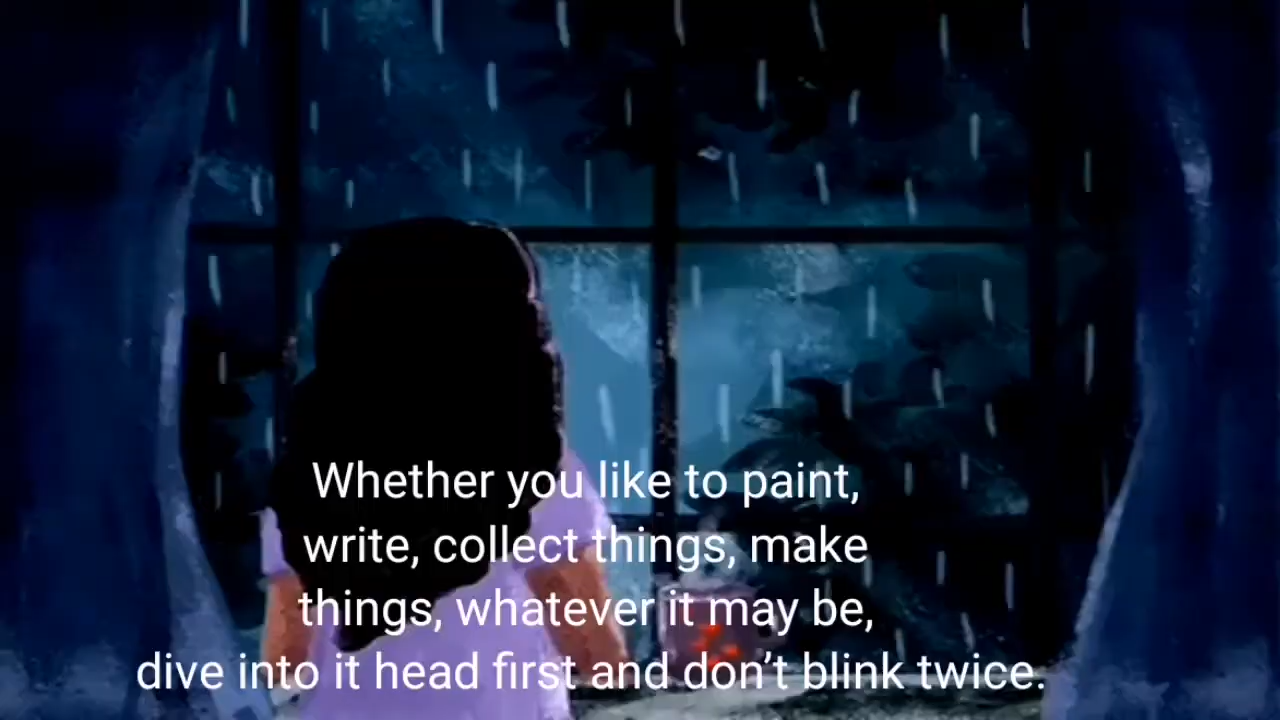 Whether you like to paint,
write, collect things, make
things, whatever it may be,
dive into it head first and don’t blink twice.